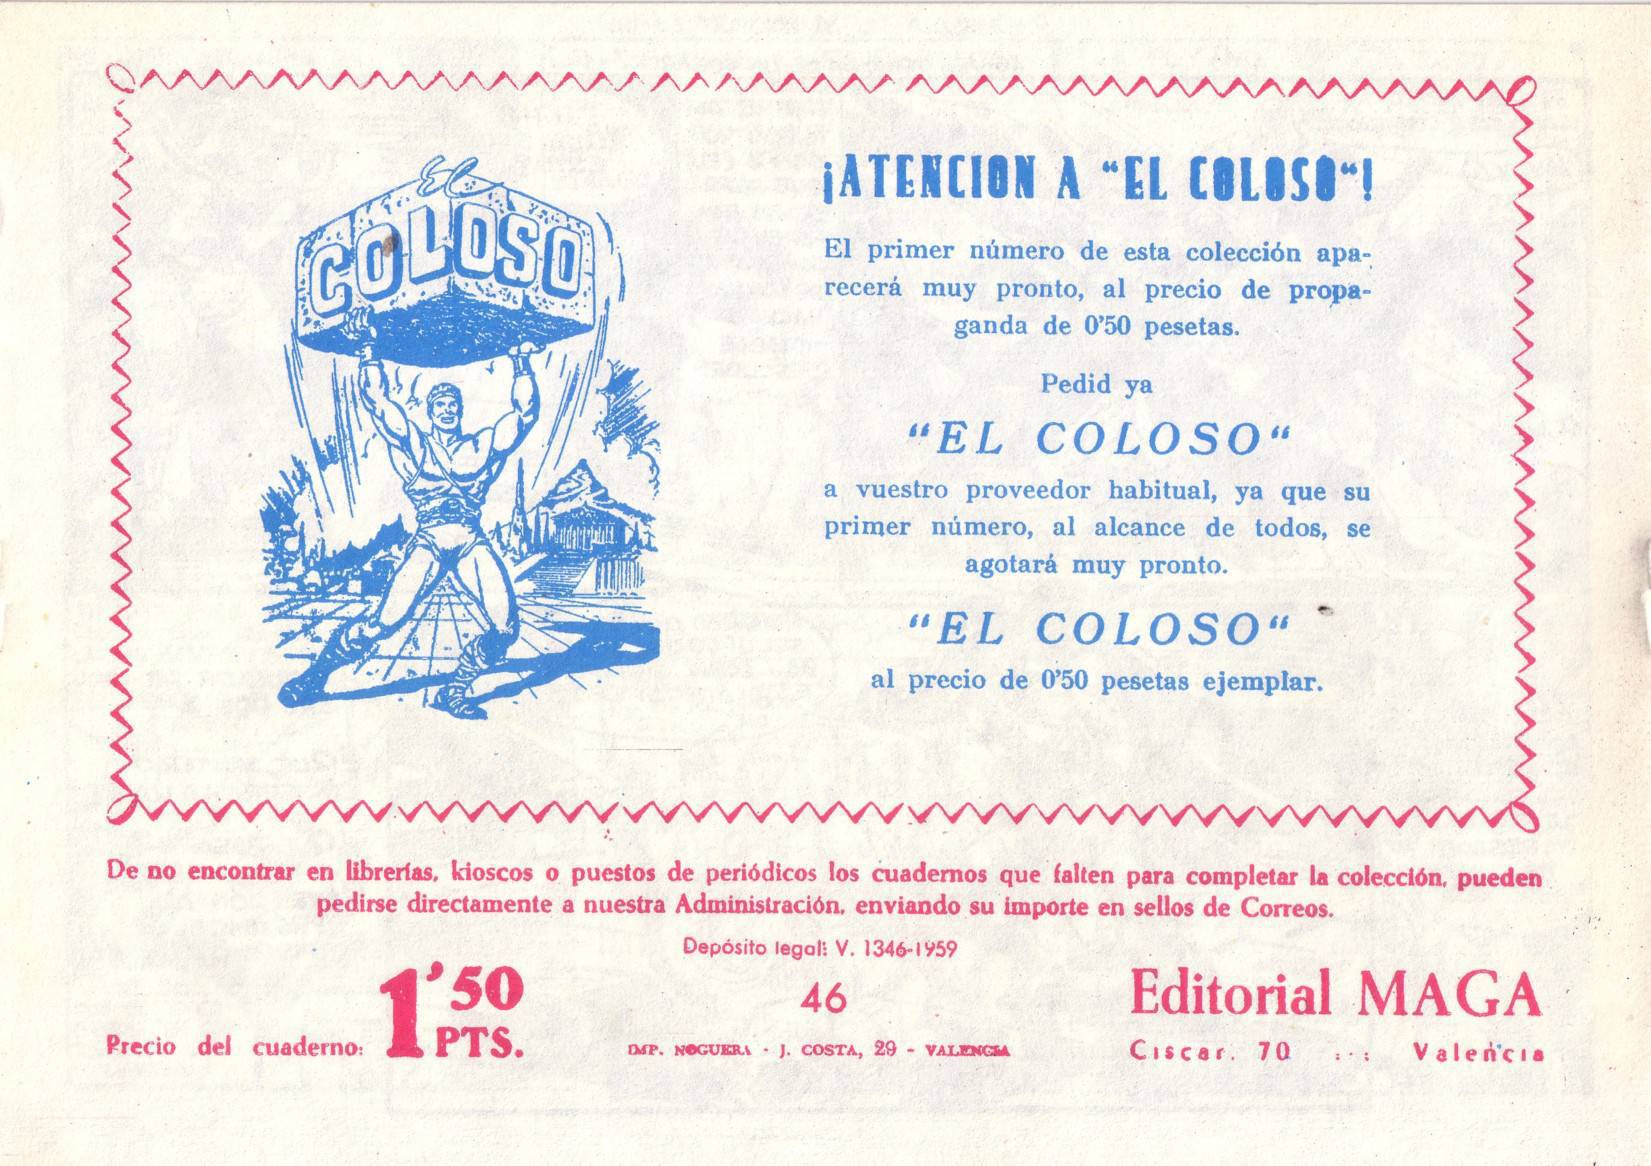 El
COLOSO
¡ATENCION A “EL COLOSO“!
El primer número de esta colección apa-
recerá muy pronto, al precio de propa-
ganda de 0’50 pesetas.
Pedid ya
“EL COLOSO“
a vuestro proveedor habitual, ya que su
primer número, al alcance de todos, se
agotará muy pronto.
“EL COLOSO“
al precio de 0’50 pesetas ejemplar.
De no encontrar en librerías, kioscos o puestos de periódicos los cuadernos que falten para completar la colección, pueden
pedirse directamente a nuestra Administración, enviando su importe en sellos de Correos.
Depósito legal: V. 1346-1959
Precio del cuaderno: 1’50 PTS.
46
IMP. NOGUERA - J. COSTA, 29 - VALENCIA
Editorial MAGA
Ciscar, 70 :-: Valencia